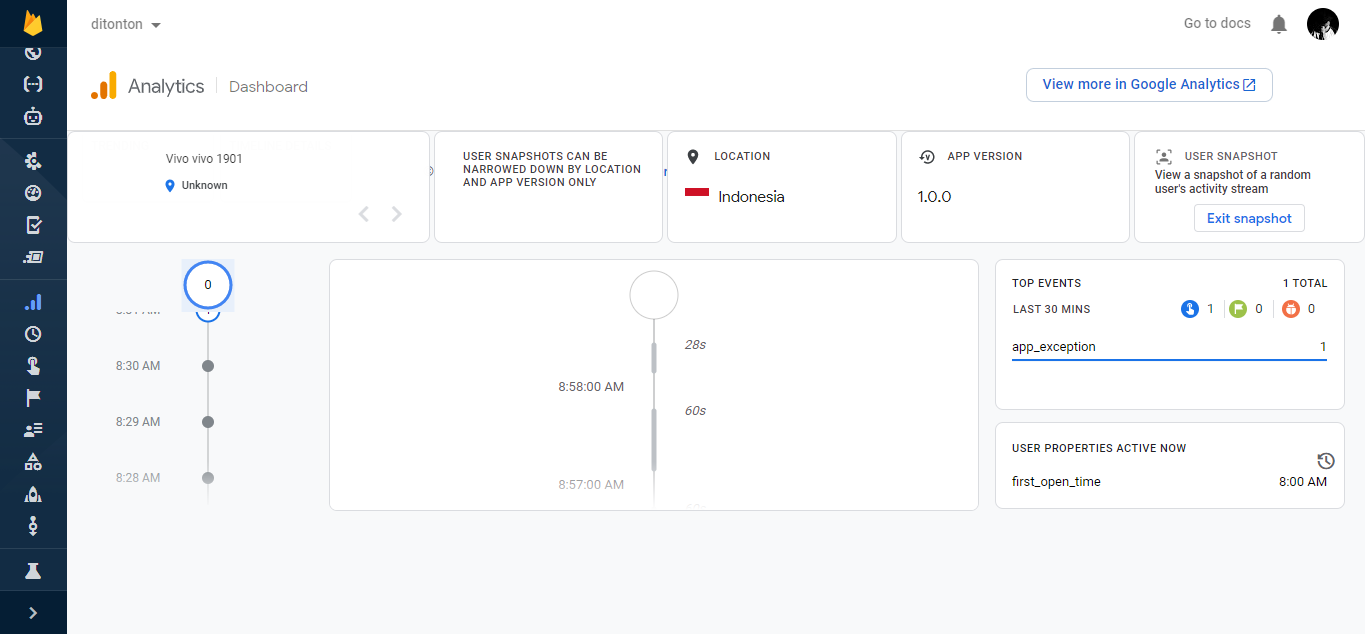 ditonton
Go to docs
Analytics
Dashboard
View more in Google Analytics
Vivo vivo 1901
Unknown
USER SNAPSHOTS CAN BE
NARROWED DOWN BY LOCATION
AND APP VERSION ONLY
LOCATION
Indonesia
APP VERSION
1.0.0
USER SNAPSHOT
View a snapshot of a random
user's activity stream
Exit snapshot
0
8:30 AM
8:29 AM
8:28 AM
28s
8:58:00 AM
60s
8:57:00 AM
TOP EVENTS 1 TOTAL
LAST 30 MINS 1 0 0
app_exception 1
USER PROPERTIES ACTIVE NOW
first_open_time 8:00 AM